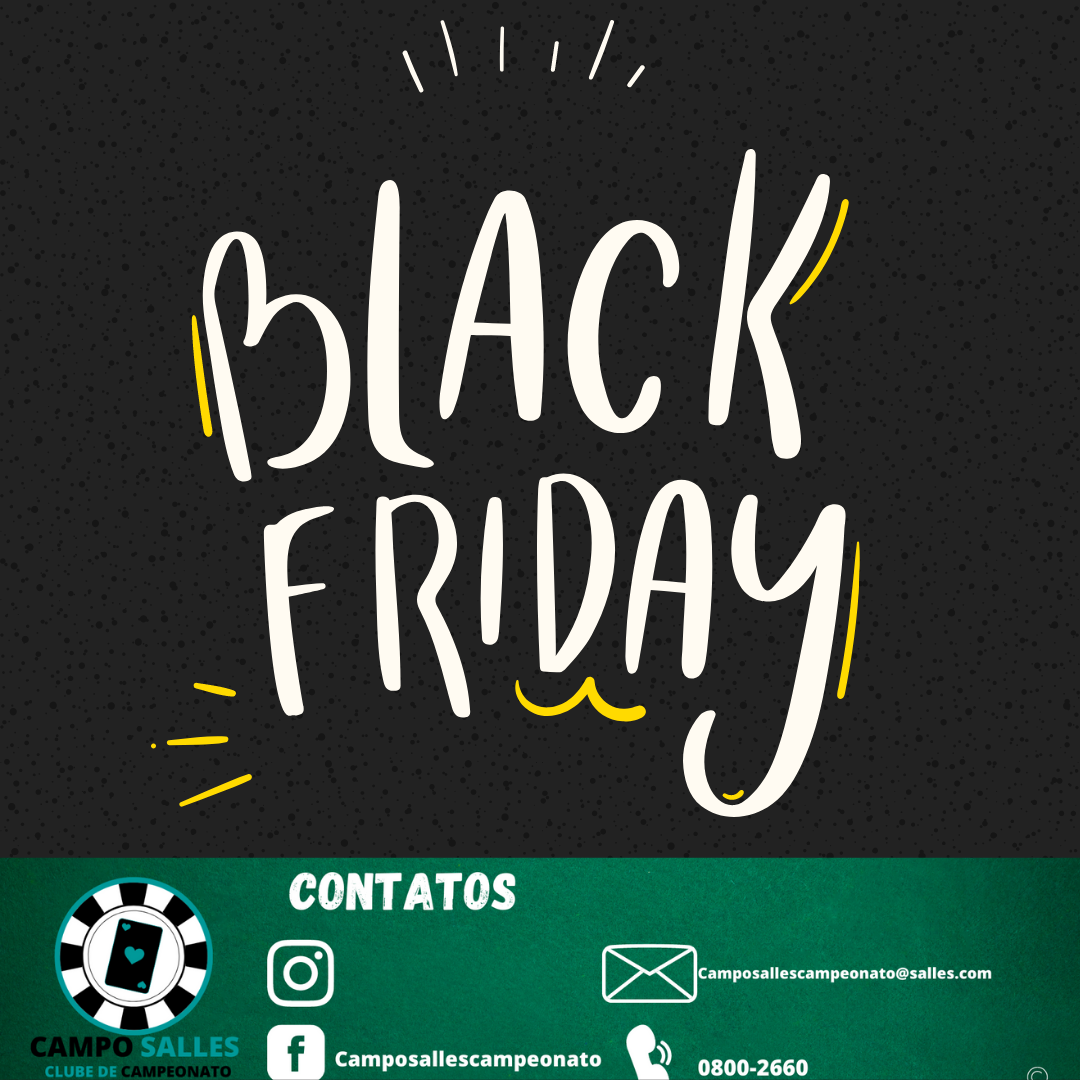 BLACK
FRIDAY
CONTATOS
Camposallescampeonato@salles.com
Camposallescampeonato
0800-2660
CAMPO SALLES
CLUBE DE CAMPEONATO
©